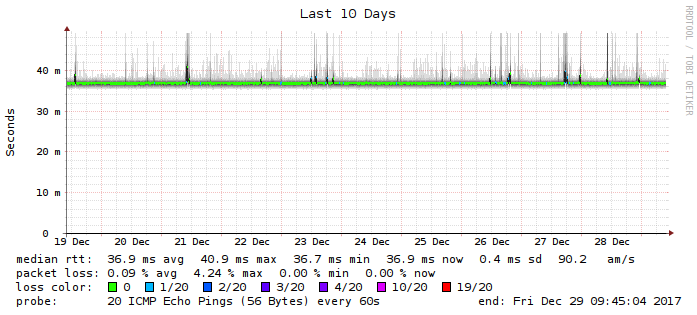 Last 10 Days
RRDTOOL / TOBI OETIKER
Seconds
40 m
30 m
20 m
10 m
0
19 Dec 20 Dec 21 Dec 22 Dec 23 Dec 24 Dec 25 Dec 26 Dec 27 Dec 28 Dec
median rtt: 36.9 ms avg 40.9 ms max 36.7 ms min 36.9 ms now 0.4 ms sd 90.2 am/s
packet loss: 0.09 % avg 4.24 % max 0.00 % min 0.00 % now
loss color: 0 1/20 2/20 3/20 4/20 10/20 19/20
probe: 20 ICMP Echo Pings (56 Bytes) every 60s end: Fri Dec 29 09:45:04 2017